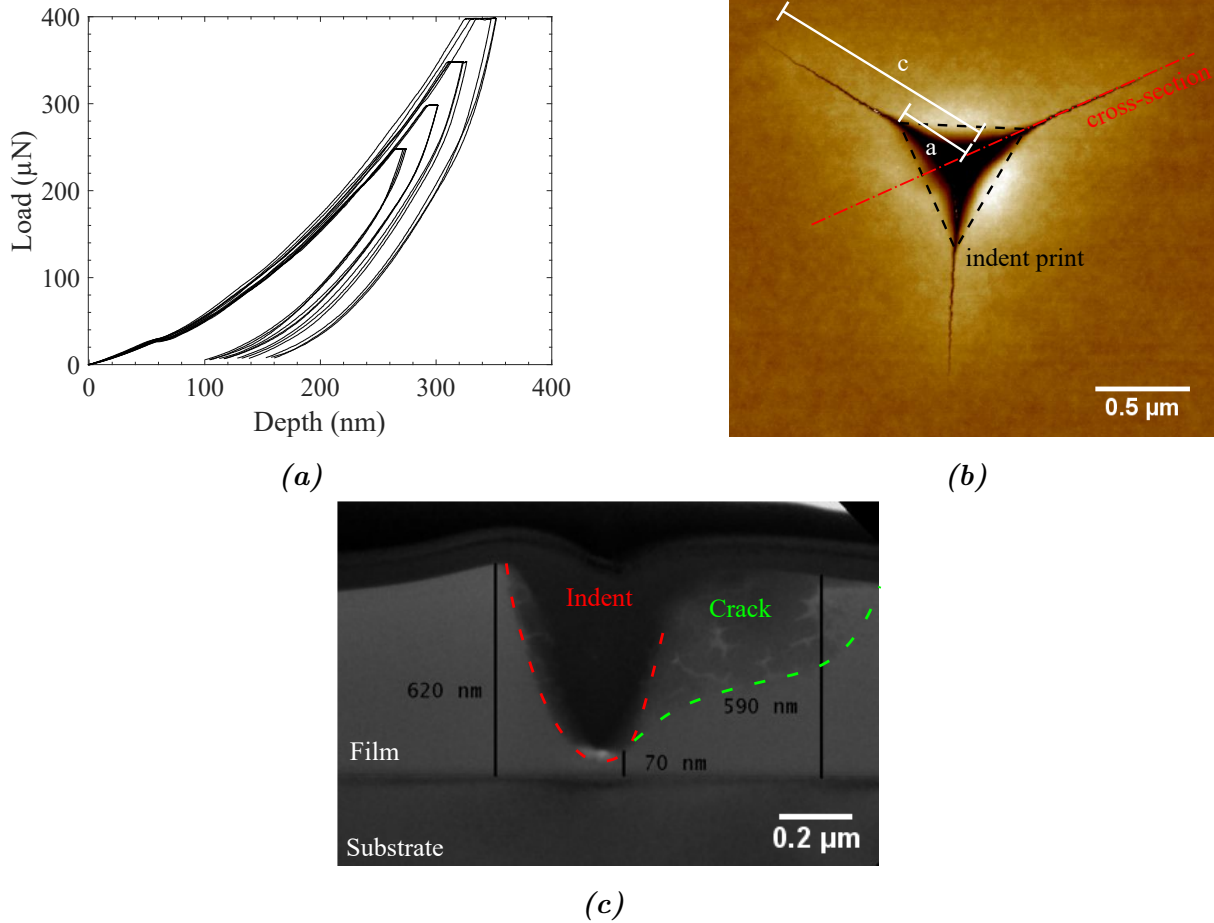 400
300
200
100
0
Load (µN)
0 100 200 300 400
Depth (nm)
(a)
c
a
cross-section
indent print
0.5 µm
(b)
Indent
Crack
620 nm
590 nm
Film
70 nm
0.2 µm
Substrate
(c)